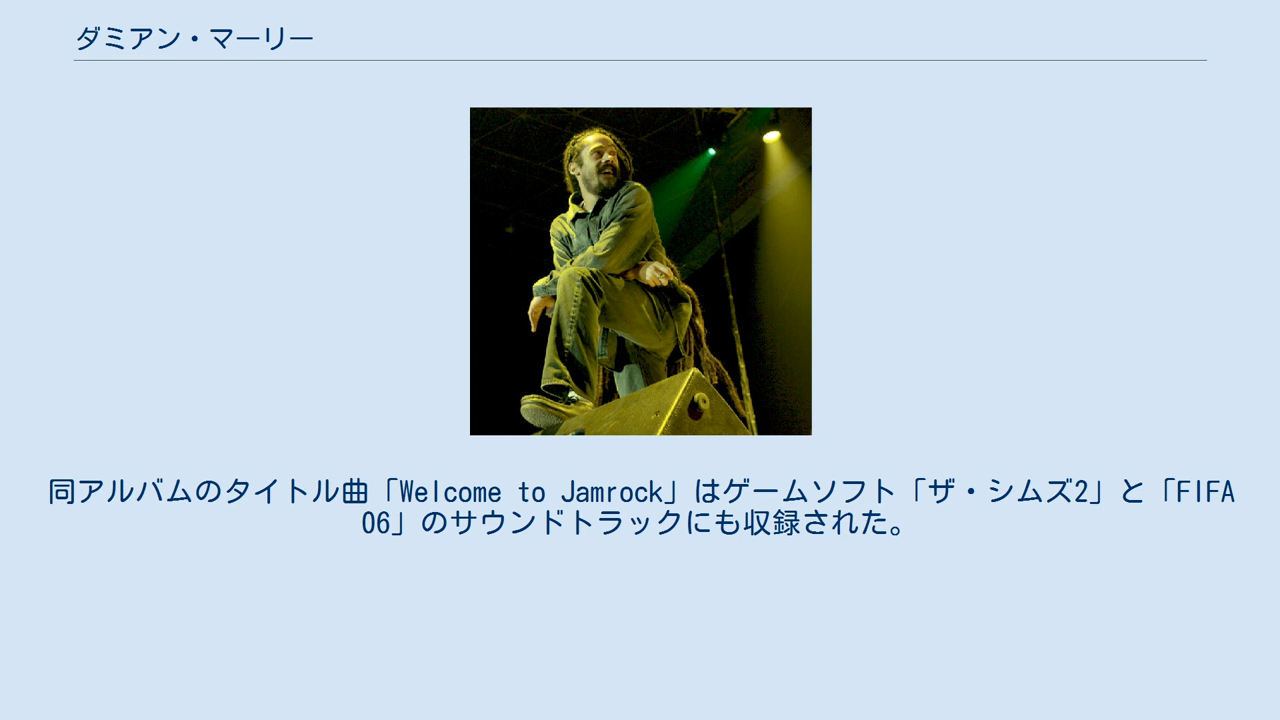 ダミアン・マーリー
同アルバムのタイトル曲「Welcome to Jamrock」はゲームソフト「ザ・シムズ2」と「FIFA
06」のサウンドトラックにも収録された。